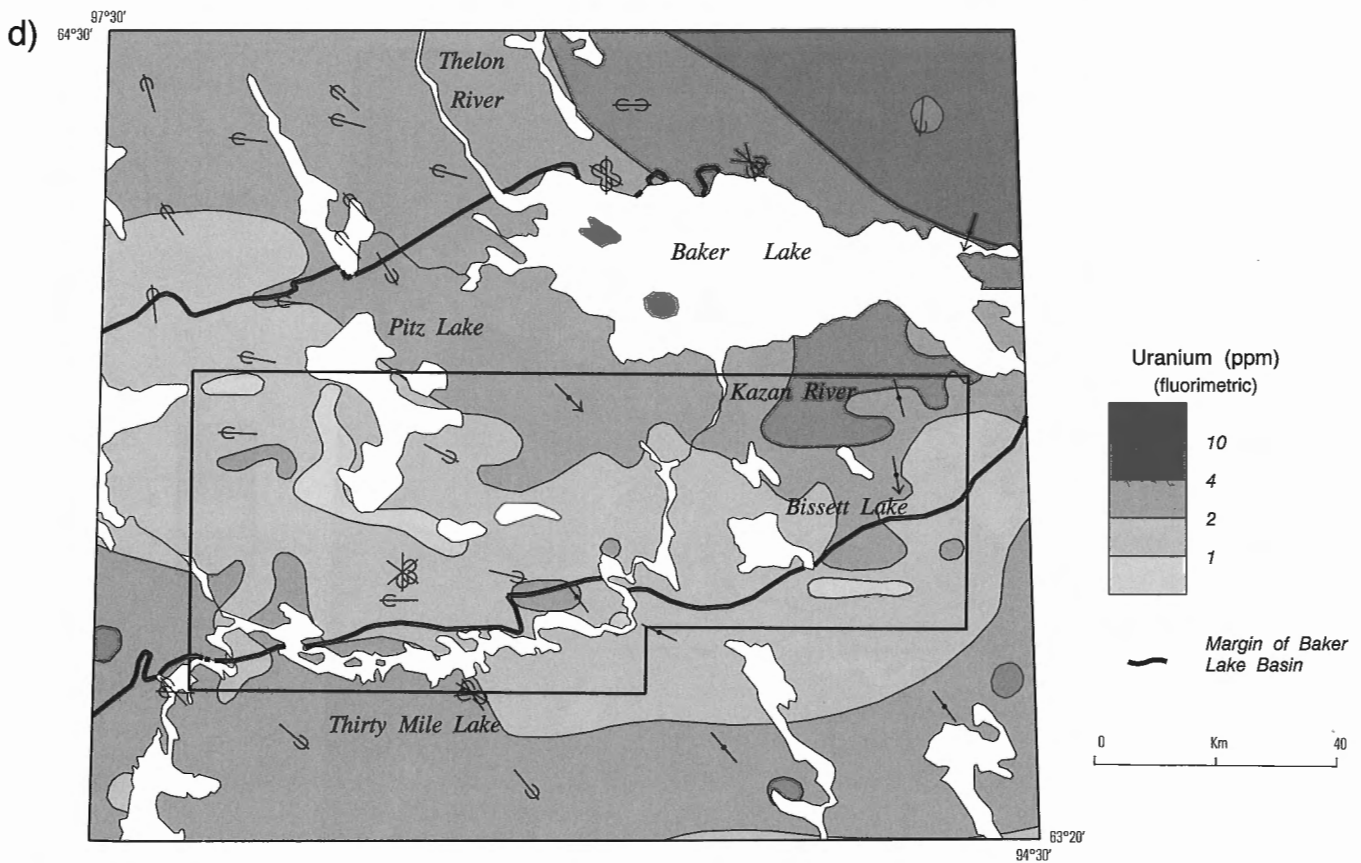 d)
97°30'
64°30'
Thelon
River
Baker Lake
Pitz Lake
Kazan River
Bissett Lake
Thirty Mile Lake
63°20'
94°30'
Uranium (ppm)
(fluorimetric)
10
4
2
1
Margin of Baker
Lake Basin
0 Km 40